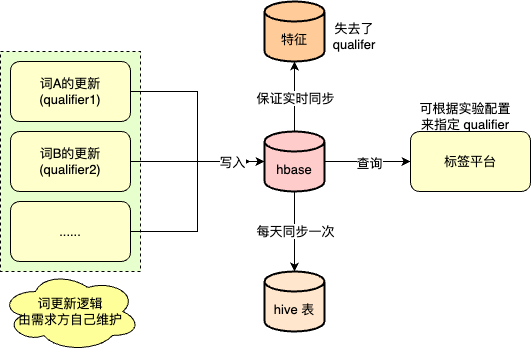 词A的更新
(qualifier1)
词B的更新
(qualifier2)
......
词更新逻辑
由需求方自己维护
写入
特征
失去了
qualifer
保证实时同步
hbase
查询
可根据实验配置
来指定 qualifier
标签平台
每天同步一次
hive 表